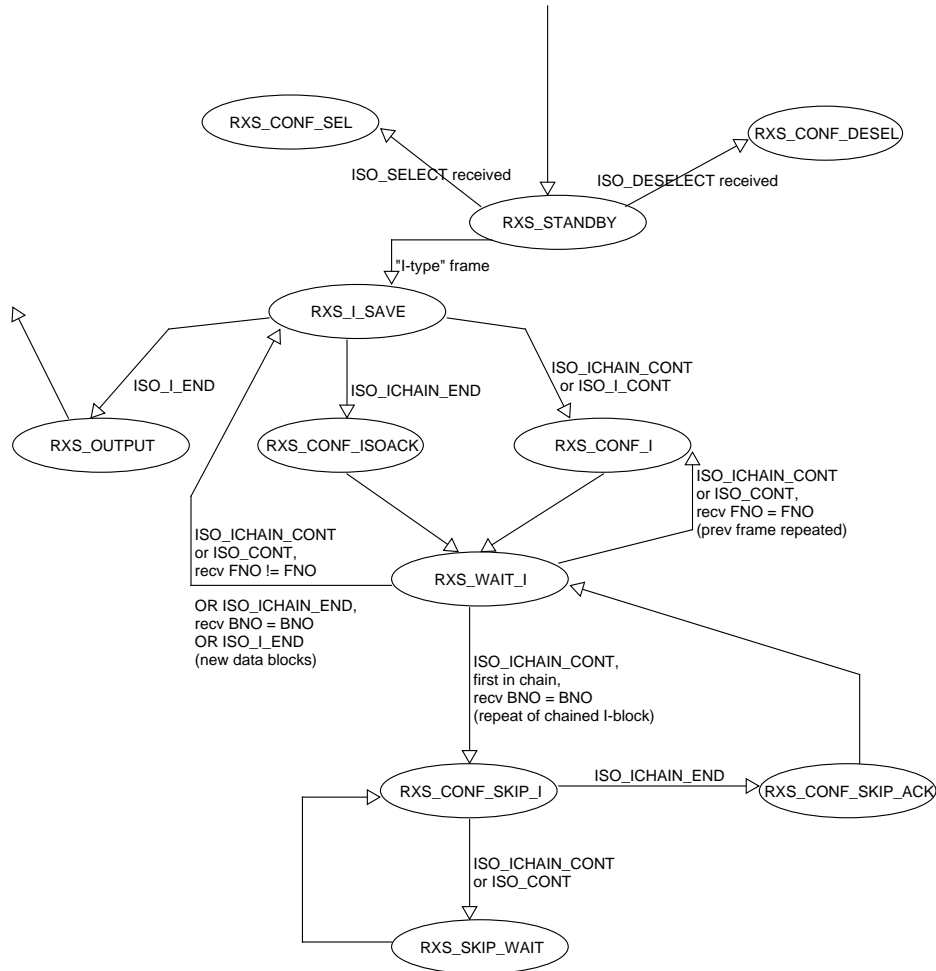 RXS_CONF_SEL
RXS_CONF_DESEL
ISO_SELECT received
ISO_DESELECT received
RXS_STANDBY
"I-type" frame
RXS_I_SAVE
ISO_I_END
ISO_ICHAIN_END
ISO_ICHAIN_CONT
or ISO_I_CONT
RXS_OUTPUT
RXS_CONF_ISOACK
RXS_CONF_I
ISO_ICHAIN_CONT
or ISO_CONT,
recv FNO = FNO
(prev frame repeated)
ISO_ICHAIN_CONT
or ISO_CONT,
recv FNO != FNO
RXS_WAIT_I
OR ISO_ICHAIN_END,
recv BNO = BNO
OR ISO_I_END
(new data blocks)
ISO_ICHAIN_CONT,
first in chain,
recv BNO = BNO
(repeat of chained I-block)
RXS_CONF_SKIP_I
ISO_ICHAIN_END
RXS_CONF_SKIP_ACK
ISO_ICHAIN_CONT
or ISO_CONT
RXS_SKIP_WAIT